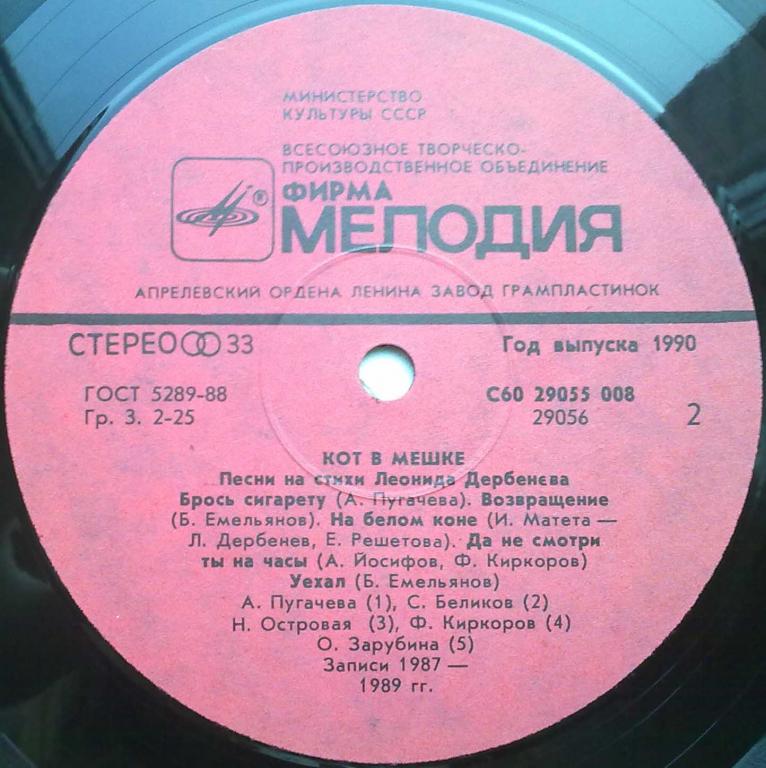 МИНИСТЕРСТВО
КУЛЬТУРЫ СССР
ВСЕСОЮЗНОЕ ТВОРЧЕСКО-
ПРОИЗВОДСТВЕННОЕ ОБЪЕДИНЕНИЕ
®
ФИРМА
МЕЛОДИЯ
АПРЕЛЕВСКИЙ ОРДЕНА ЛЕНИНА ЗАВОД ГРАМПЛАСТИНОК
СТЕРЕО 33
Год выпуска 1990
ГОСТ 5289-88
С60 29055 008
Гр. 3. 2-25
29056
2
КОТ В МЕШКЕ
Песни на стихи Леонида Дербенева
Брось сигарету (А. Пугачева). Возвращение
(Б. Емельянов). На белом коне (И. Матета —
Л. Дербенев, Е. Решетова). Да не смотри
ты на часы (А. Йосифов, Ф. Киркоров)
Уехал (Б. Емельянов)
А. Пугачева (1), С. Беликов (2)
Н. Островая (3), Ф. Киркоров (4)
О. Зарубина (5)
Записи 1987 —
1989 гг.